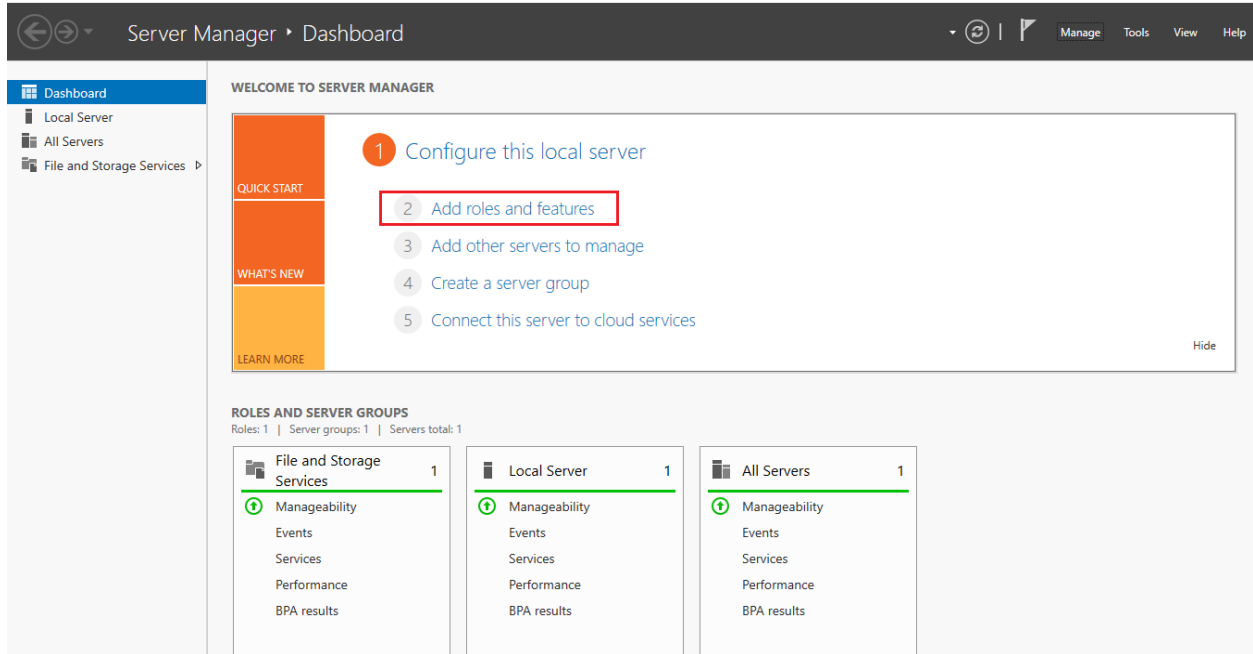 Server Manager ‣ Dashboard
Manage Tools View Help
Dashboard
Local Server
All Servers
File and Storage Services
WELCOME TO SERVER MANAGER
QUICK START
WHAT'S NEW
LEARN MORE
1 Configure this local server
2 Add roles and features
3 Add other servers to manage
4 Create a server group
5 Connect this server to cloud services
Hide
ROLES AND SERVER GROUPS
Roles: 1 | Server groups: 1 | Servers total: 1
File and Storage
Services
1
Manageability
Events
Services
Performance
BPA results
Local Server 1
Manageability
Events
Services
Performance
BPA results
All Servers 1
Manageability
Events
Services
Performance
BPA results